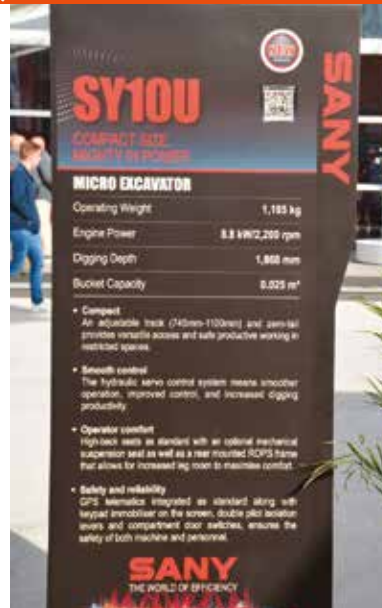 SANY
SY10U
COMPACT SIZE
MIGHTY IN POWER
MICRO EXCAVATOR
Operating Weight 1,165 kg
Engine Power 8.8 kW/2,200 rpm
Digging Depth 1,860 mm
Bucket Capacity 0.025 m³
• Compact
An adjustable track (745mm-1100mm) and zero-tail
provides versatile access and safe productive working in
restricted spaces.
• Smooth control
The hydraulic servo control system means smoother
operation, improved control, and increased digging
productivity.
• Operator comfort
High-back seats as standard with an optional mechanical
suspension seat as well as a rear mounted ROPS frame
that allows for increased leg room to maximise comfort.
• Safety and reliability
GPS telematics integrated as standard along with
keypad immobiliser on the screen, double pilot isolation
levers and compartment door switches, ensures the
safety of both machine and personnel.
SANY
THE WORLD OF EFFICIENCY